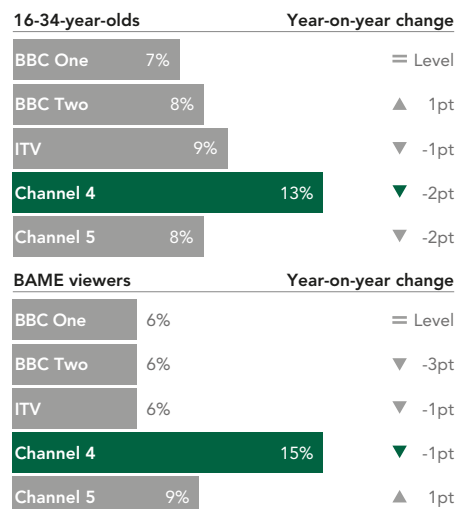 16-34-year-olds Year-on-year change
BBC One 7% = Level
BBC Two 8% ▲ 1pt
ITV 9% ▼ -1pt
Channel 4 13% ▼ -2pt
Channel 5 8% ▼ -2pt
BAME viewers Year-on-year change
BBC One 6% = Level
BBC Two 6% ▼ -3pt
ITV 6% ▼ -1pt
Channel 4 15% ▼ -1pt
Channel 5 9% ▲ 1pt